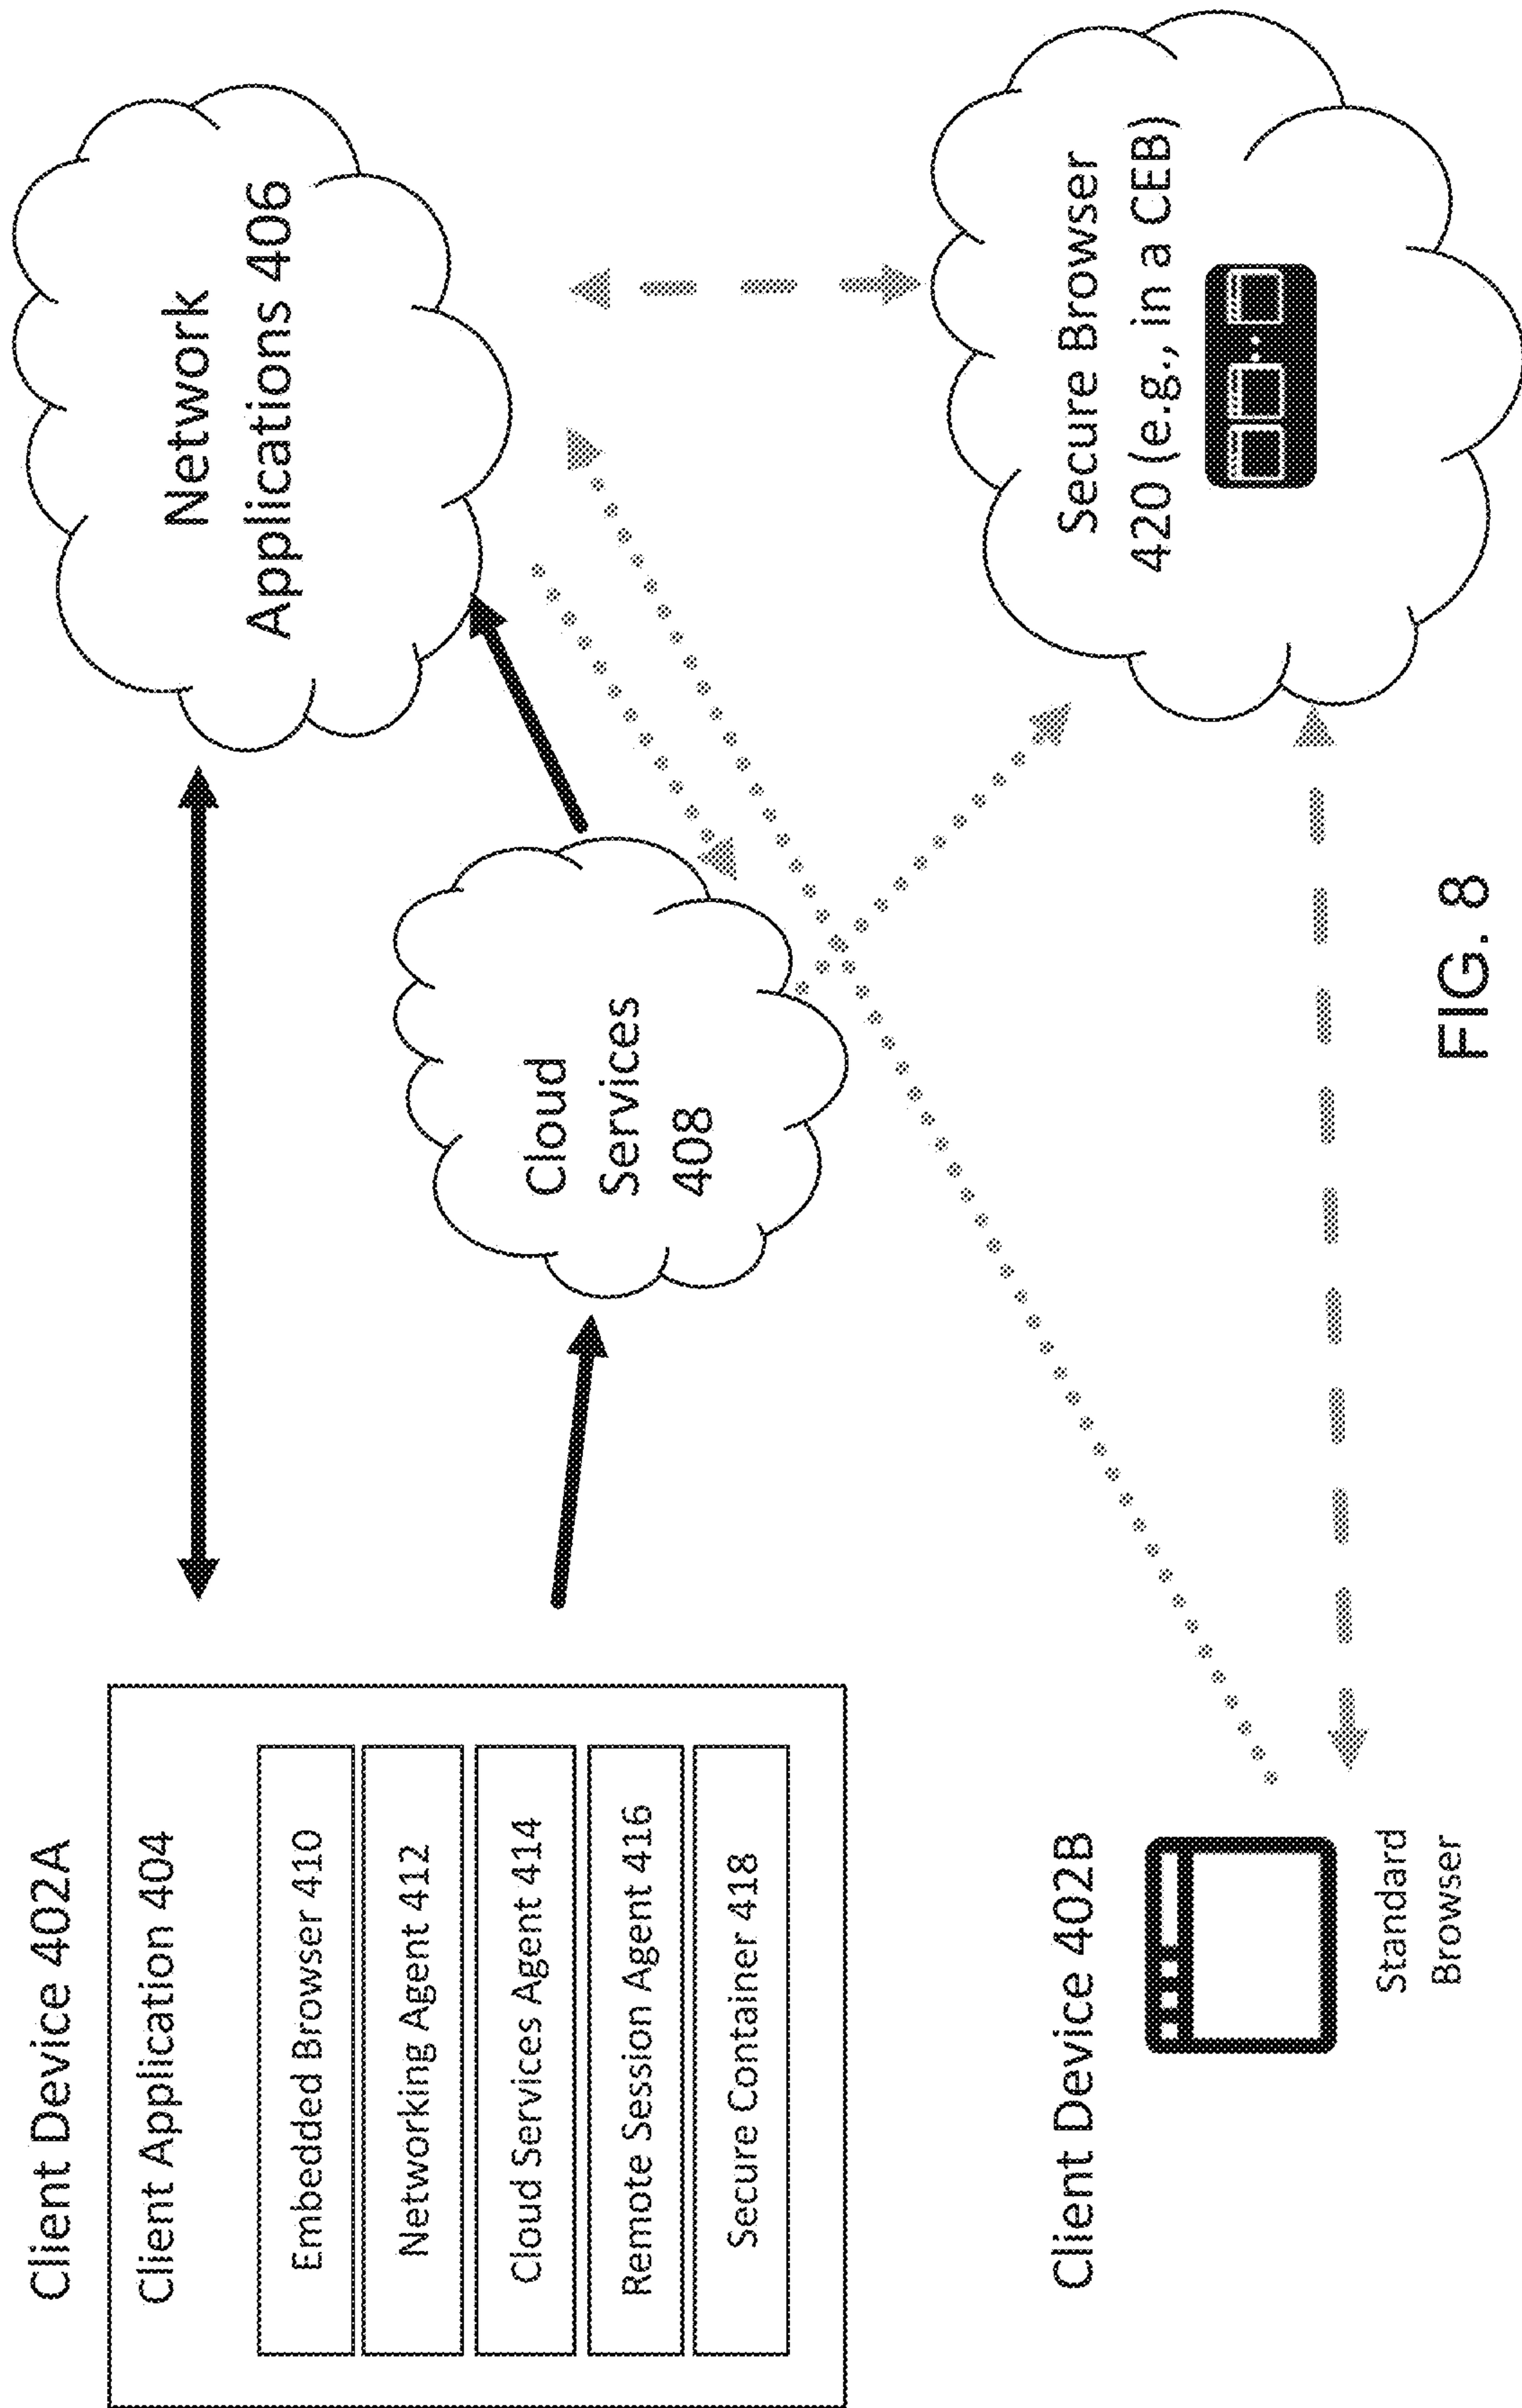 Client Device 402A
Client Application 404
Embedded Browser 410
Networking Agent 412
Cloud Services Agent 414
Remote Session Agent 416
Secure Container 418
Network
Applications 406
Cloud
Services
408
Client Device 402B
Standard
Browser
Secure Browser
420 (e.g., in a CEB)
FIG. 8